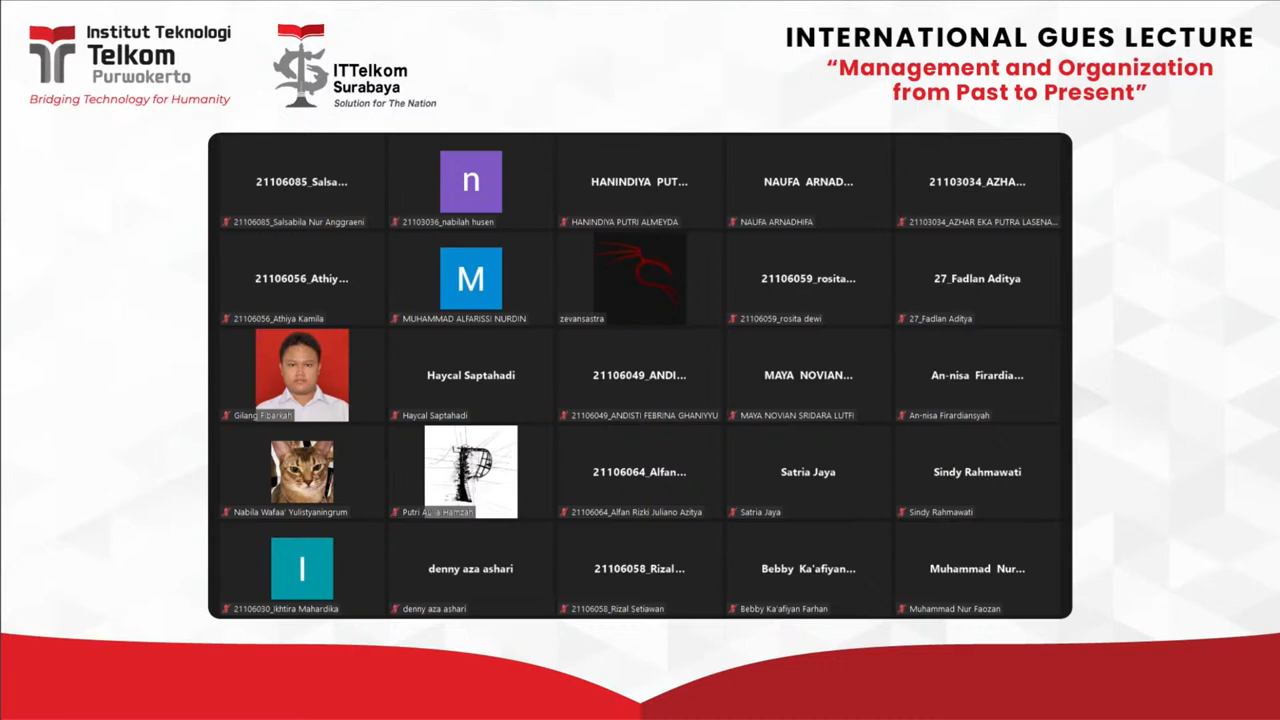 Institut Teknologi
Telkom
Purwokerto
Bridging Technology for Humanity
ITTelkom
Surabaya
Solution for The Nation
INTERNATIONAL GUES LECTURE
“Management and Organization
from Past to Present”
21106085_Salsa...
n
HANINDIYA PUT...
NAUFA ARNAD...
21103034_AZHA...
21106085_Salsabila Nur Anggraeni
21103036_nabilah husen
HANINDIYA PUTRI ALMEYDA
NAUFA ARNADHIFA
21103034_AZHAR EKA PUTRA LASENA...
21106056_Athiy...
M
21106059_rosita...
27_Fadlan Aditya
21106056_Athiya Kamila
MUHAMMAD ALFARISSI NURDIN
zevansastra
21106059_rosita dewi
27_Fadlan Aditya
Haycal Saptahadi
21106049_ANDI...
MAYA NOVIAN...
An-nisa Firardia...
Gilang Fibarkah
Haycal Saptahadi
21106049_ANDISTI FEBRINA GHANIYYU
MAYA NOVIAN SRIDARA LUTFI
An-nisa Firardiansyah
P
21106064_Alfan...
Satria Jaya
Sindy Rahmawati
Nabila Wafaa' Yulistyaningrum
Putri Hamzah
21106064_Alfan Rizki Juliano Azitya
Satria Jaya
Sindy Rahmawati
I
denny aza ashari
21106058_Rizal...
Bebby Ka'afiyan...
Muhammad Nur...
21106030_Ikhtira Mahardika
denny aza ashari
21106058_Rizal Setiawan
Bebby Ka'afiyan Farhan
Muhammad Nur Faozan